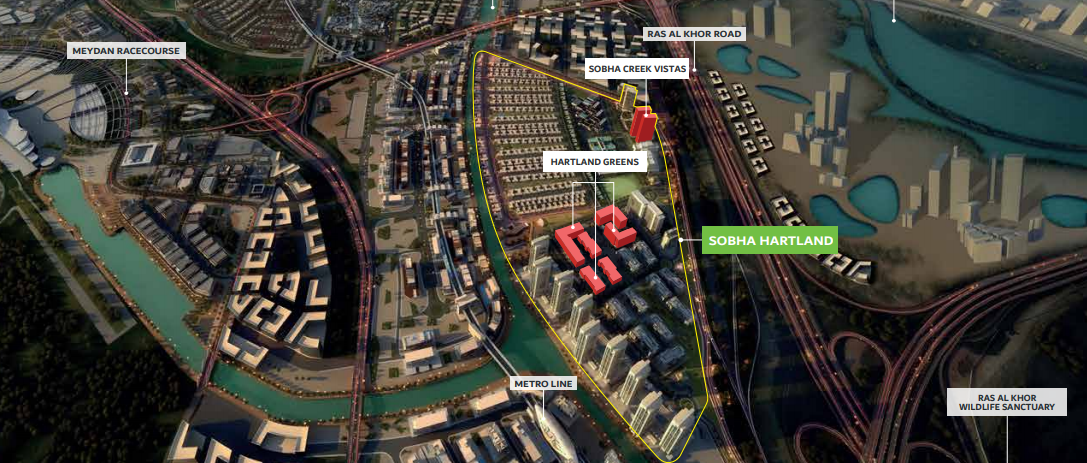 RAS AL KHOR ROAD
MEYDAN RACECOURSE
SOBHA CREEK VISTAS
HARTLAND GREENS
SOBHA HARTLAND
METRO LINE
RAS AL KHOR
WILDLIFE SANCTUARY